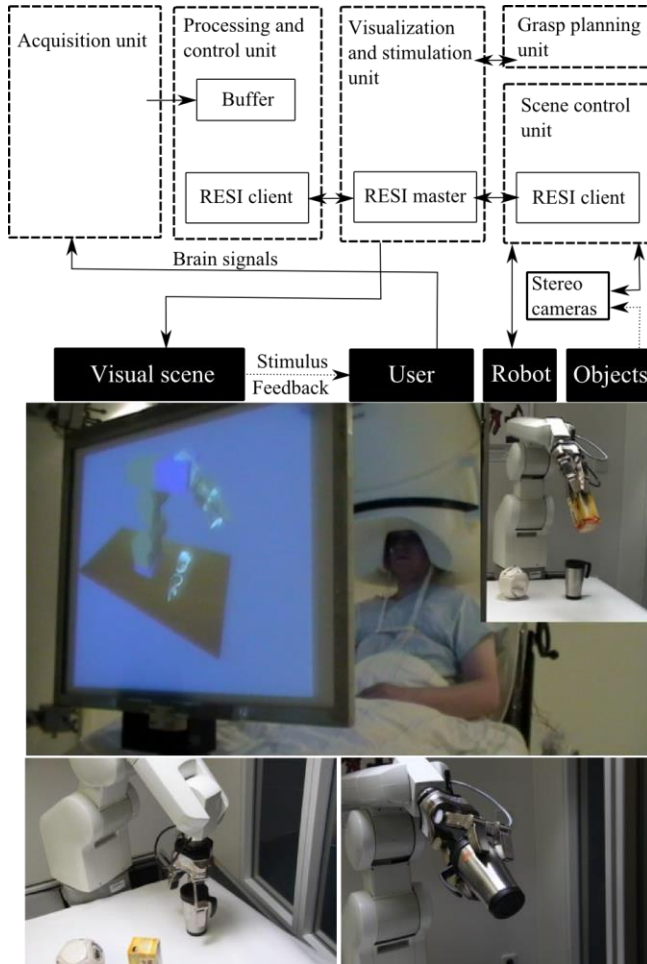 Acquisition unit
Processing and
control unit
Buffer
RESI client
Visualization
and stimulation
unit
RESI master
Grasp planning
unit
Scene control
unit
RESI client
Brain signals
Stereo
cameras
Visual scene
Stimulus
Feedback
User
Robot
Objects